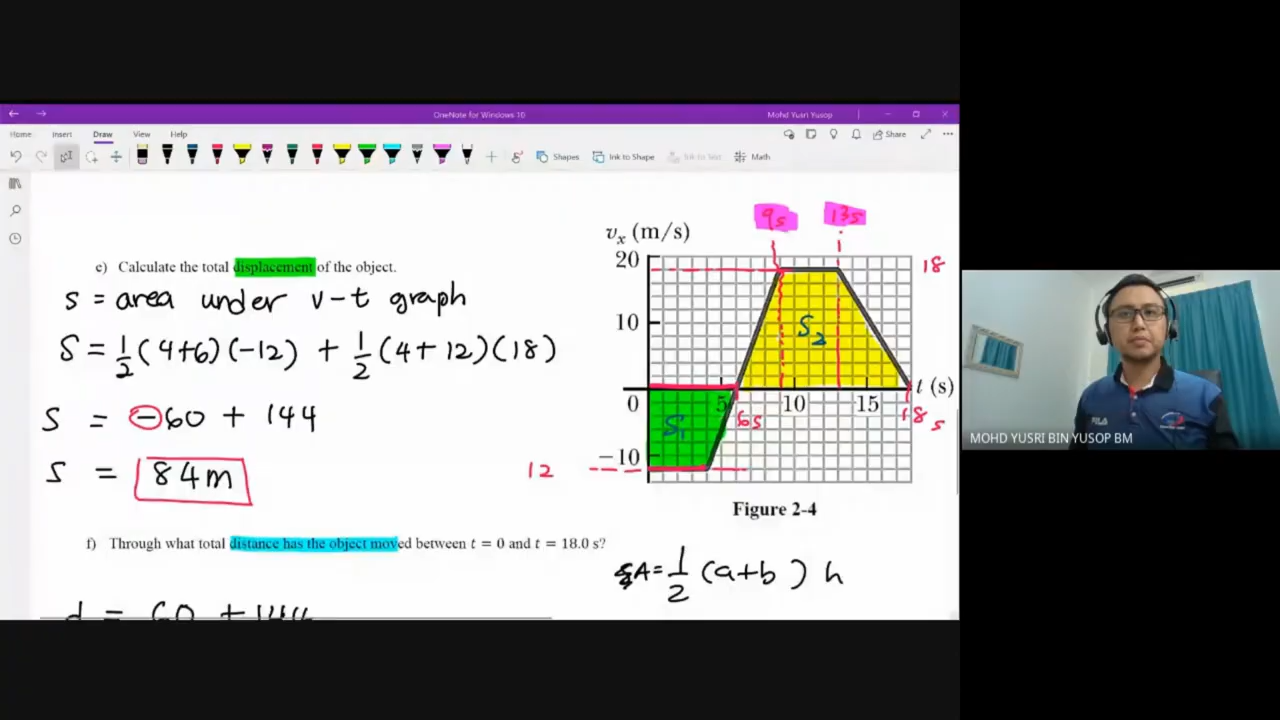 OneNote for Windows 10
Mohd Yusri Yusop
Home Insert Draw View Help
Share
Shapes
Ink to Shape
Ink to Text
Math
e) Calculate the total displacement of the object.
s = area under v-t graph
S = 1/2 (4+6)(-12) + 1/2 (4+12)(18)
S = -60 + 144
S = 84m
f) Through what total distance has the object moved between t = 0 and t = 18.0 s?
d = 60 + 144
9s 13s
vₓ (m/s)
20
18
10
S₂
0 5 10 15 t (s)
6s 18s
S₁
-10
12
Figure 2-4
A = 1/2 (a+b) h
FILA
MOHD YUSRI BIN YUSOP BM